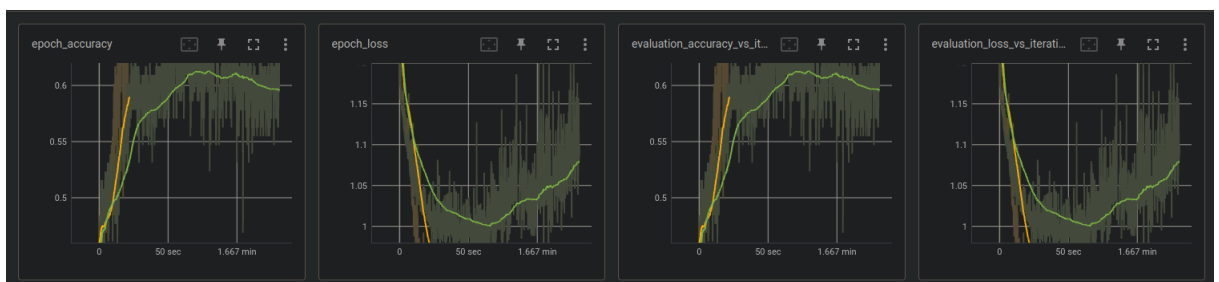 epoch_accuracy
0.6
0.55
0.5
0
50 sec
1.667 min
epoch_loss
1.15
1.1
1.05
1
0
50 sec
1.667 min
evaluation_accuracy_vs_it...
0.6
0.55
0.5
0
50 sec
1.667 min
evaluation_loss_vs_iterati...
1.15
1.1
1.05
1
0
50 sec
1.667 min